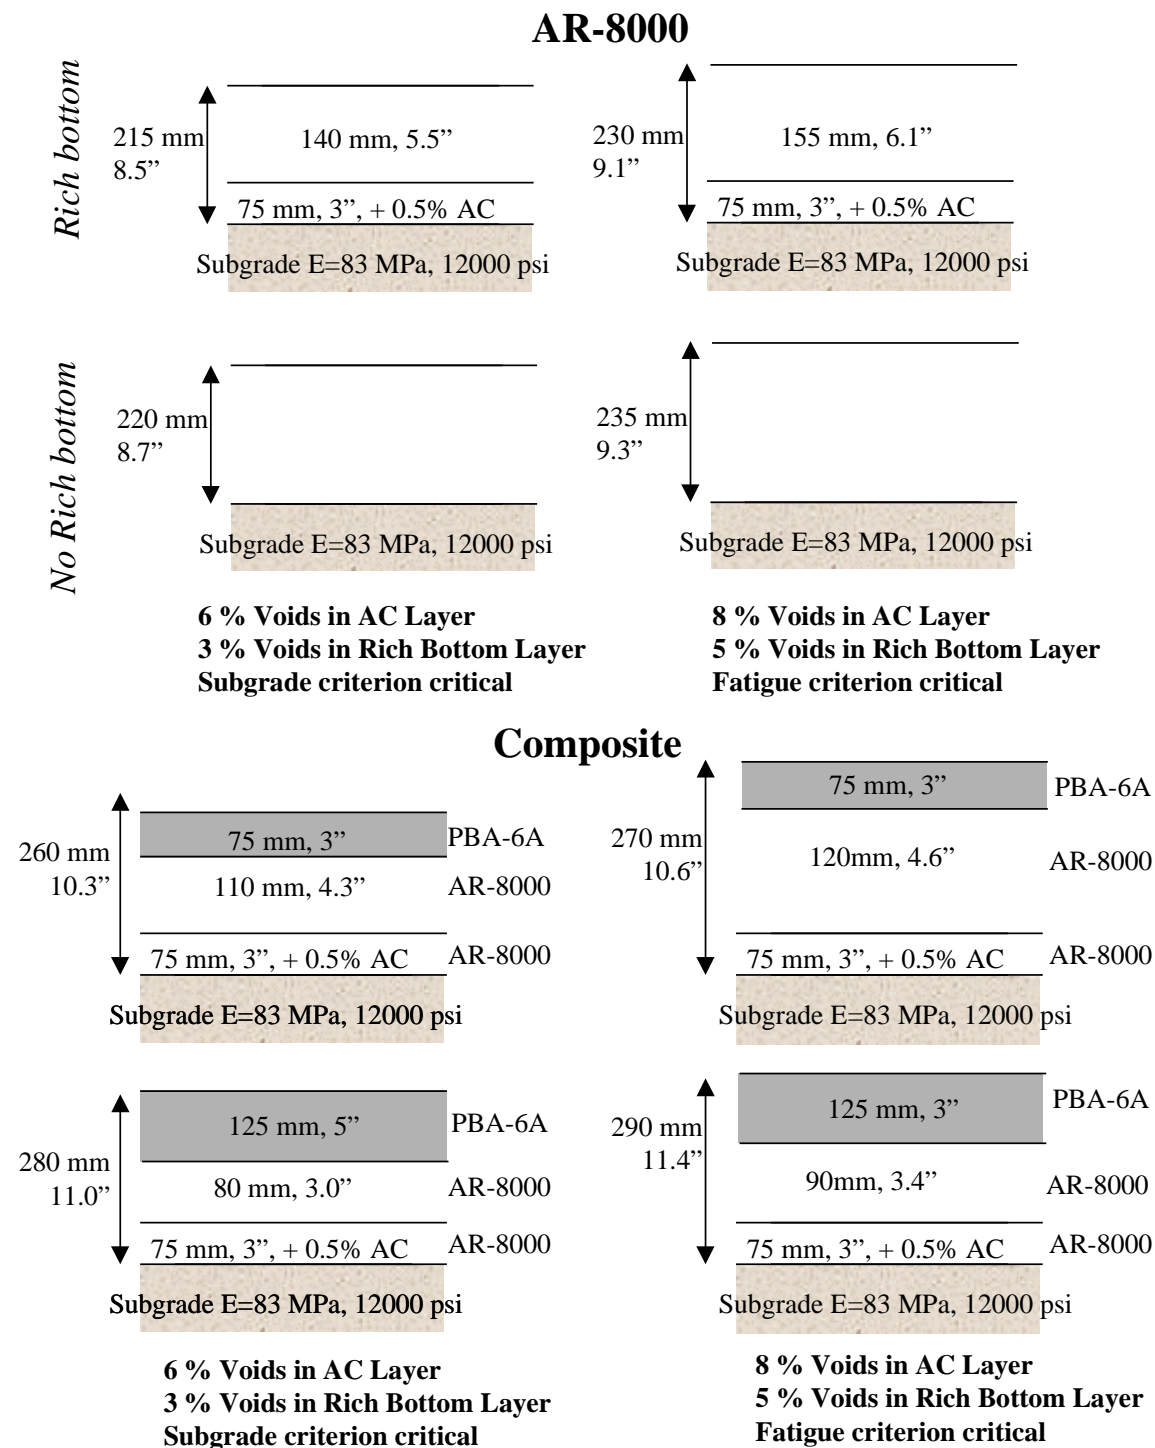 AR-8000
Rich bottom
215 mm
8.5”
140 mm, 5.5”
75 mm, 3”, + 0.5% AC
Subgrade E=83 MPa, 12000 psi
230 mm
9.1”
155 mm, 6.1”
75 mm, 3”, + 0.5% AC
Subgrade E=83 MPa, 12000 psi
No Rich bottom
220 mm
8.7”
Subgrade E=83 MPa, 12000 psi
235 mm
9.3”
Subgrade E=83 MPa, 12000 psi
6 % Voids in AC Layer
3 % Voids in Rich Bottom Layer
Subgrade criterion critical
8 % Voids in AC Layer
5 % Voids in Rich Bottom Layer
Fatigue criterion critical
Composite
260 mm
10.3”
75 mm, 3”
PBA-6A
110 mm, 4.3”
AR-8000
75 mm, 3”, + 0.5% AC
AR-8000
Subgrade E=83 MPa, 12000 psi
270 mm
10.6”
75 mm, 3”
PBA-6A
120mm, 4.6”
AR-8000
75 mm, 3”, + 0.5% AC
AR-8000
Subgrade E=83 MPa, 12000 psi
280 mm
11.0”
125 mm, 5”
PBA-6A
80 mm, 3.0”
AR-8000
75 mm, 3”, + 0.5% AC
AR-8000
Subgrade E=83 MPa, 12000 psi
290 mm
11.4”
125 mm, 3”
PBA-6A
90mm, 3.4”
AR-8000
75 mm, 3”, + 0.5% AC
AR-8000
Subgrade E=83 MPa, 12000 psi
6 % Voids in AC Layer
3 % Voids in Rich Bottom Layer
Subgrade criterion critical
8 % Voids in AC Layer
5 % Voids in Rich Bottom Layer
Fatigue criterion critical